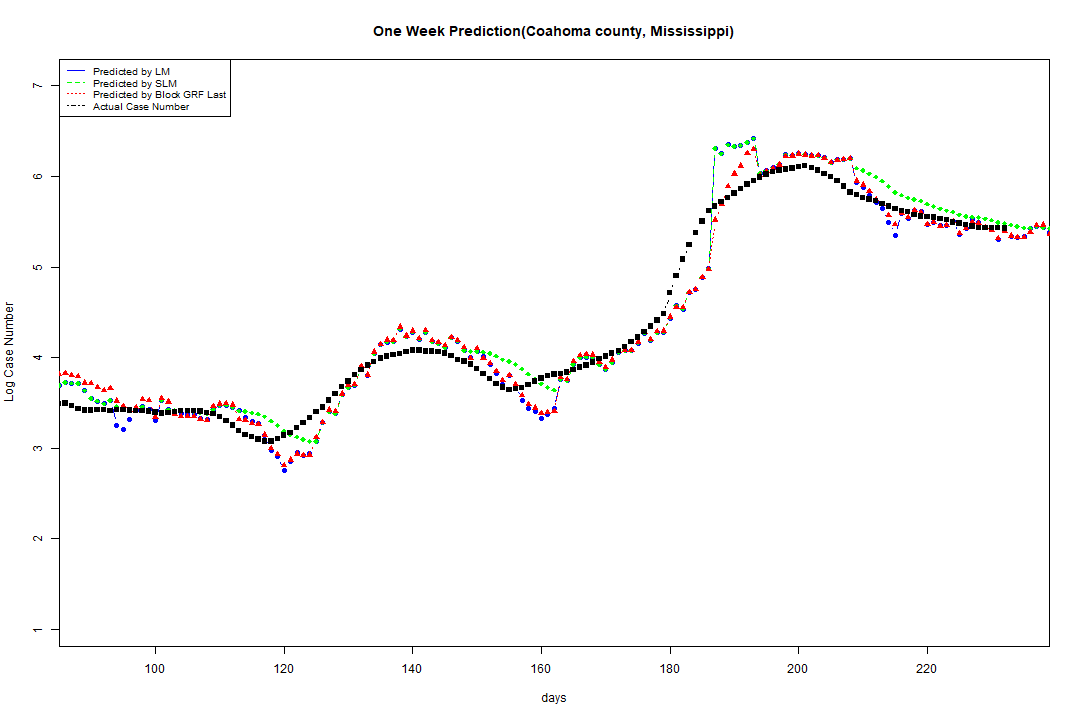 One Week Prediction(Coahoma county, Mississippi)
Predicted by LM
Predicted by SLM
Predicted by Block GRF Last
Actual Case Number
7
6
5
4
3
2
1
Log Case Number
100 120 140 160 180 200 220
days